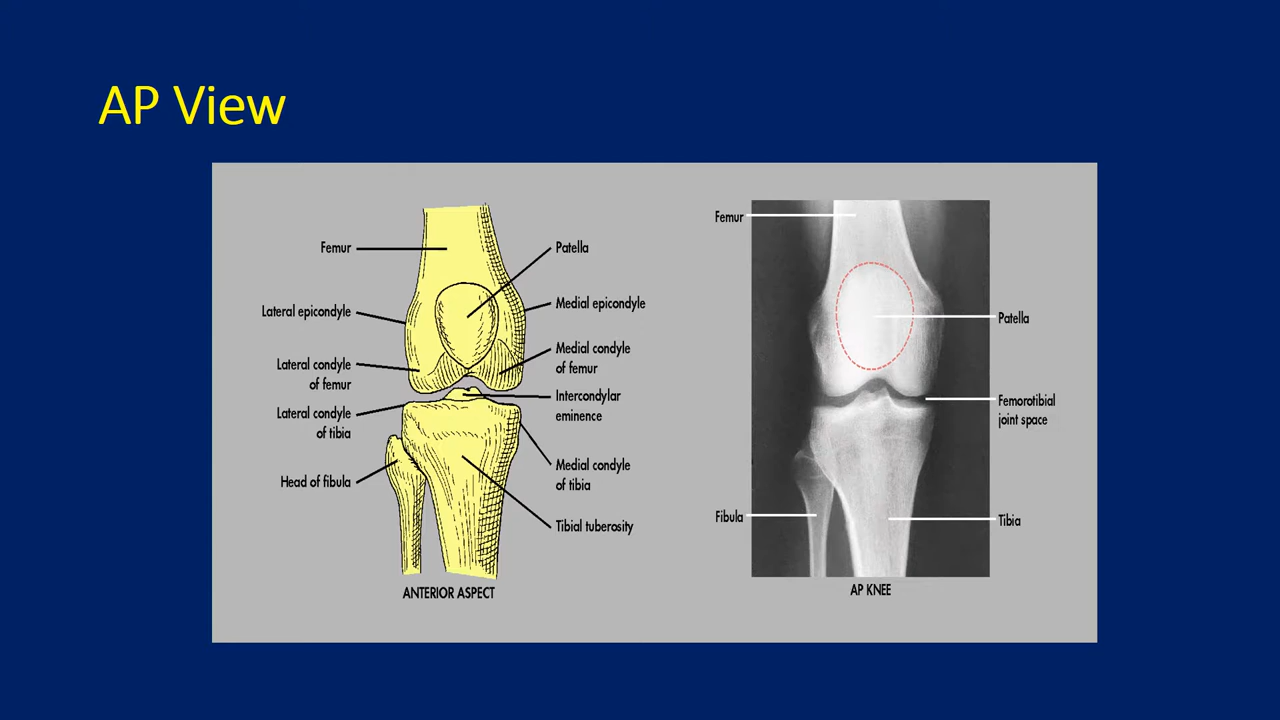 AP View
Femur
Lateral epicondyle
Lateral condyle
of femur
Lateral condyle
of tibia
Head of fibula
Patella
Medial epicondyle
Medial condyle
of femur
Intercondylar
eminence
Medial condyle
of tibia
Tibial tuberosity
ANTERIOR ASPECT
Femur
Fibula
Patella
Femorotibial
joint space
Tibia
AP KNEE